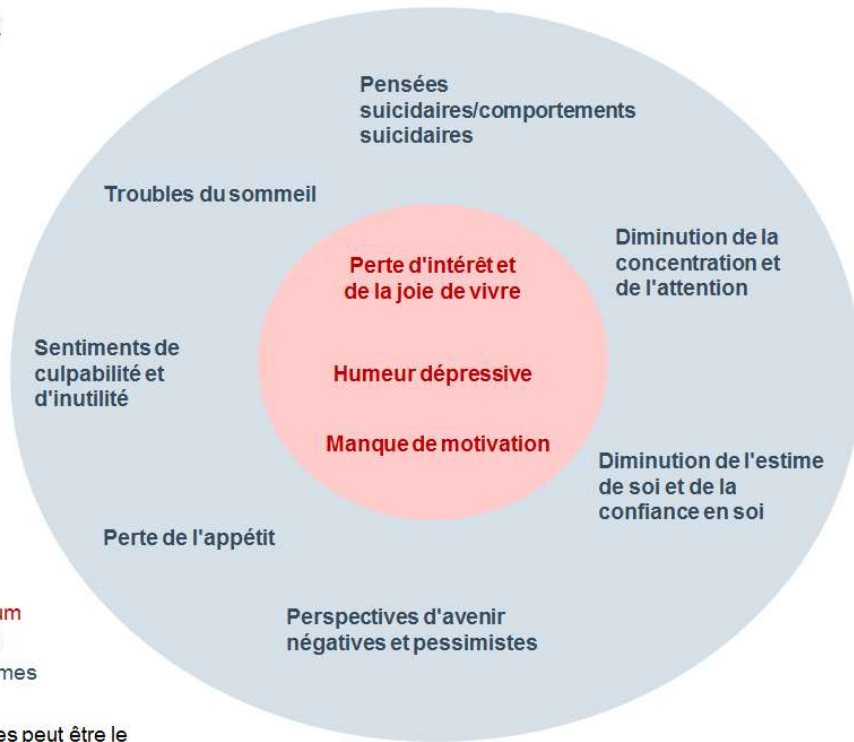 Pensées
suicidaires/comportements
suicidaires
Troubles du sommeil
Diminution de la
concentration et
de l'attention
Perte d'intérêt et
de la joie de vivre
Sentiments de
culpabilité et
d'inutilité
Humeur dépressive
Manque de motivation
Diminution de l'estime
de soi et de la
confiance en soi
Perte de l'appétit
Perspectives d'avenir
négatives et pessimistes
es peut être le